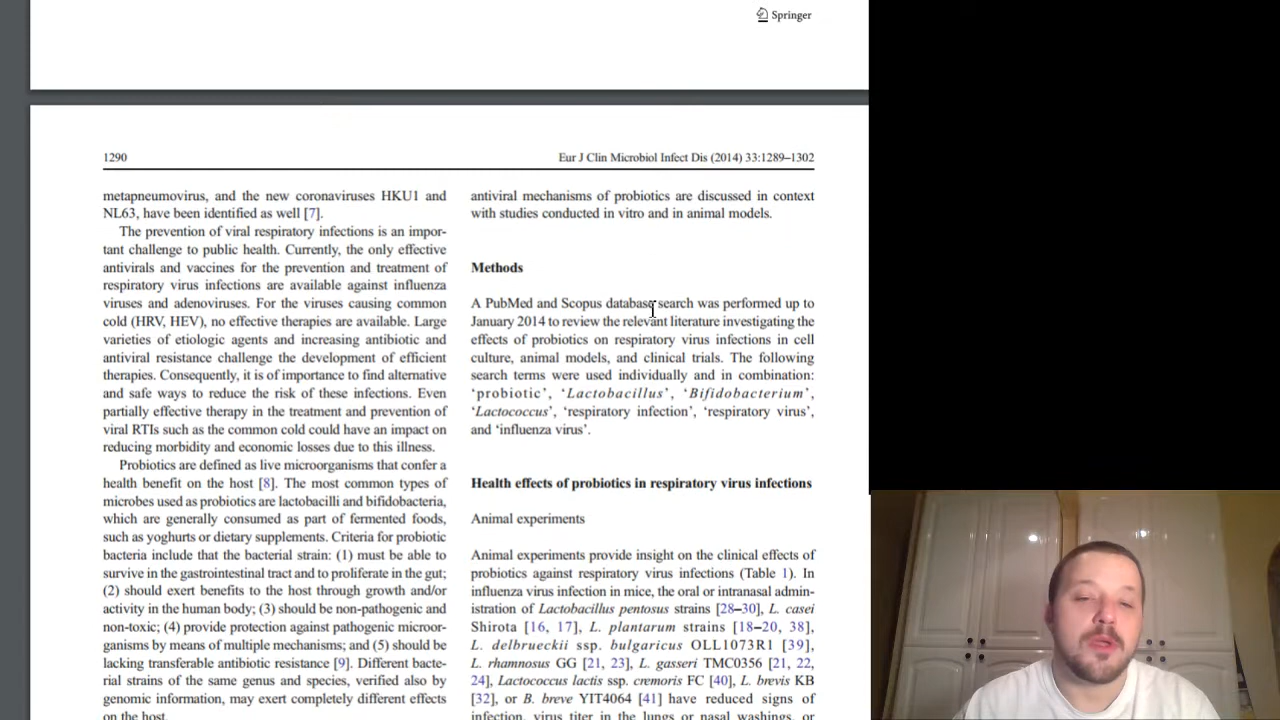 Springer
1290
Eur J Clin Microbiol Infect Dis (2014) 33:1289–1302
metapneumovirus, and the new coronaviruses HKU1 and
NL63, have been identified as well [7].
The prevention of viral respiratory infections is an impor-
tant challenge to public health. Currently, the only effective
antivirals and vaccines for the prevention and treatment of
respiratory virus infections are available against influenza
viruses and adenoviruses. For the viruses causing common
cold (HRV, HEV), no effective therapies are available. Large
varieties of etiologic agents and increasing antibiotic and
antiviral resistance challenge the development of efficient
therapies. Consequently, it is of importance to find alternative
and safe ways to reduce the risk of these infections. Even
partially effective therapy in the treatment and prevention of
viral RTIs such as the common cold could have an impact on
reducing morbidity and economic losses due to this illness.
Probiotics are defined as live microorganisms that confer a
health benefit on the host [8]. The most common types of
microbes used as probiotics are lactobacilli and bifidobacteria,
which are generally consumed as part of fermented foods,
such as yoghurts or dietary supplements. Criteria for probiotic
bacteria include that the bacterial strain: (1) must be able to
survive in the gastrointestinal tract and to proliferate in the gut;
(2) should exert benefits to the host through growth and/or
activity in the human body; (3) should be non-pathogenic and
non-toxic; (4) provide protection against pathogenic microor-
ganisms by means of multiple mechanisms; and (5) should be
lacking transferable antibiotic resistance [9]. Different bacte-
rial strains of the same genus and species, verified also by
genomic information, may exert completely different effects
on the host.
antiviral mechanisms of probiotics are discussed in context
with studies conducted in vitro and in animal models.
Methods
A PubMed and Scopus database search was performed up to
January 2014 to review the relevant literature investigating the
effects of probiotics on respiratory virus infections in cell
culture, animal models, and clinical trials. The following
search terms were used individually and in combination:
‘probiotic’, ‘Lactobacillus’, ‘Bifidobacterium’,
‘Lactococcus’, ‘respiratory infection’, ‘respiratory virus’,
and ‘influenza virus’.
Health effects of probiotics in respiratory virus infections
Animal experiments
Animal experiments provide insight on the clinical effects of
probiotics against respiratory virus infections (Table 1). In
influenza virus infection in mice, the oral or intranasal admin-
istration of Lactobacillus pentosus strains [28–30], L. casei
Shirota [16, 17], L. plantarum strains [18–20, 38],
L. delbrueckii ssp. bulgaricus OLL1073R1 [39],
L. rhamnosus GG [21, 23], L. gasseri TMC0356 [21, 22,
24], Lactococcus lactis ssp. cremoris FC [40], L. brevis KB
[32], or B. breve YIT4064 [41] have reduced signs of
infection, virus titer in the lungs or nasal washings, or